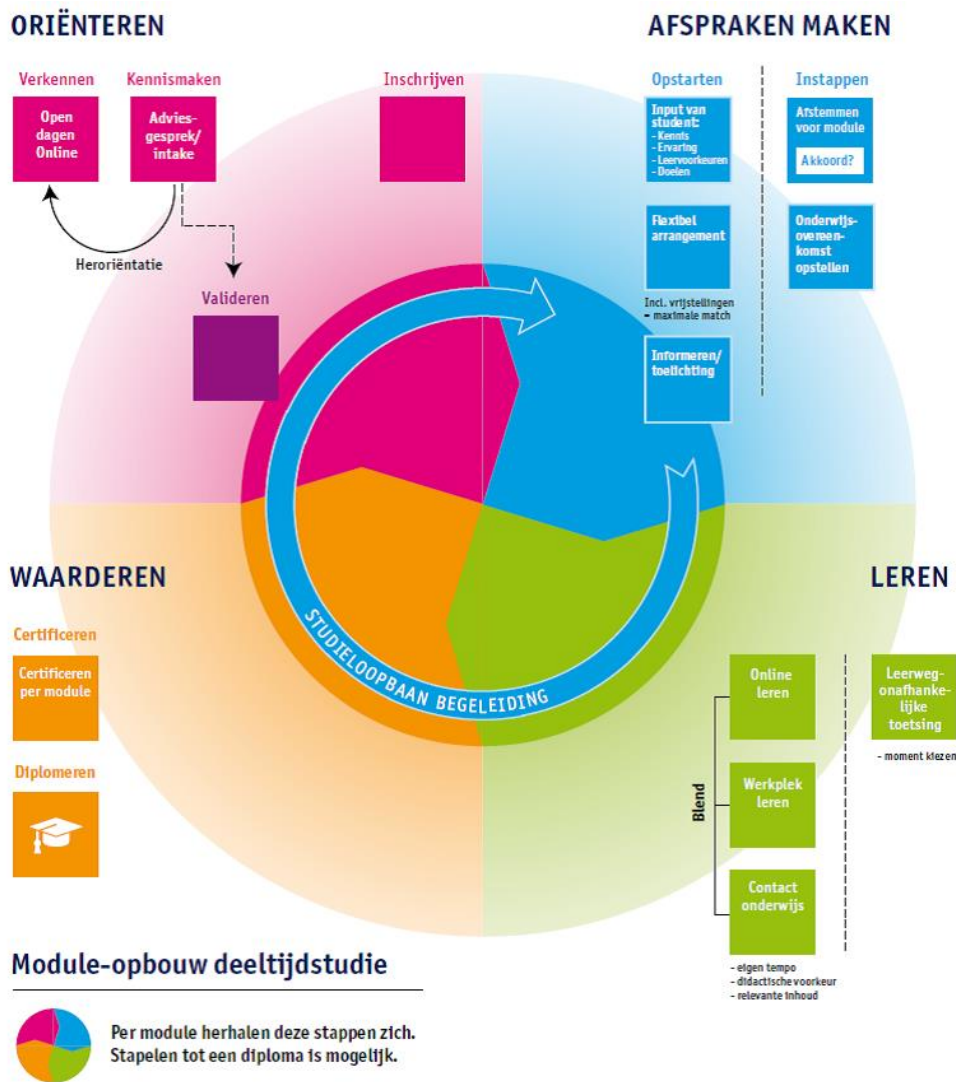 ORIËNTEREN
Verkennen
Open
dagen
Online
Kennismaken
Advies-
gesprek/
intake
Heroriëntatie
Valideren
Inschrijven
AFSPRAKEN MAKEN
Opstarten
Input van
student:
- Kennis
- Ervaring
- Leervoorkeuren
- Doelen
Flexibel
arrangement
Incl. vrijstellingen
= maximale match
Informeren/
toelichting
Instappen
Afstemmen
voor module
Akkoord?
Onderwijs-
overeen-
komst
opstellen
STUDIELOOPBAAN BEGELEIDING
WAARDEREN
Certificeren
Certificeren
per module
Diplomeren
LEREN
Blend
Online
leren
Werkplek
leren
Contact
onderwijs
- eigen tempo
- didactische voorkeur
- relevante inhoud
Leerweg-
onafhanke-
lijke
toetsing
- moment kiezen
Module-opbouw deeltijdstudie
Per module herhalen deze stappen zich.
Stapelen tot een diploma is mogelijk.